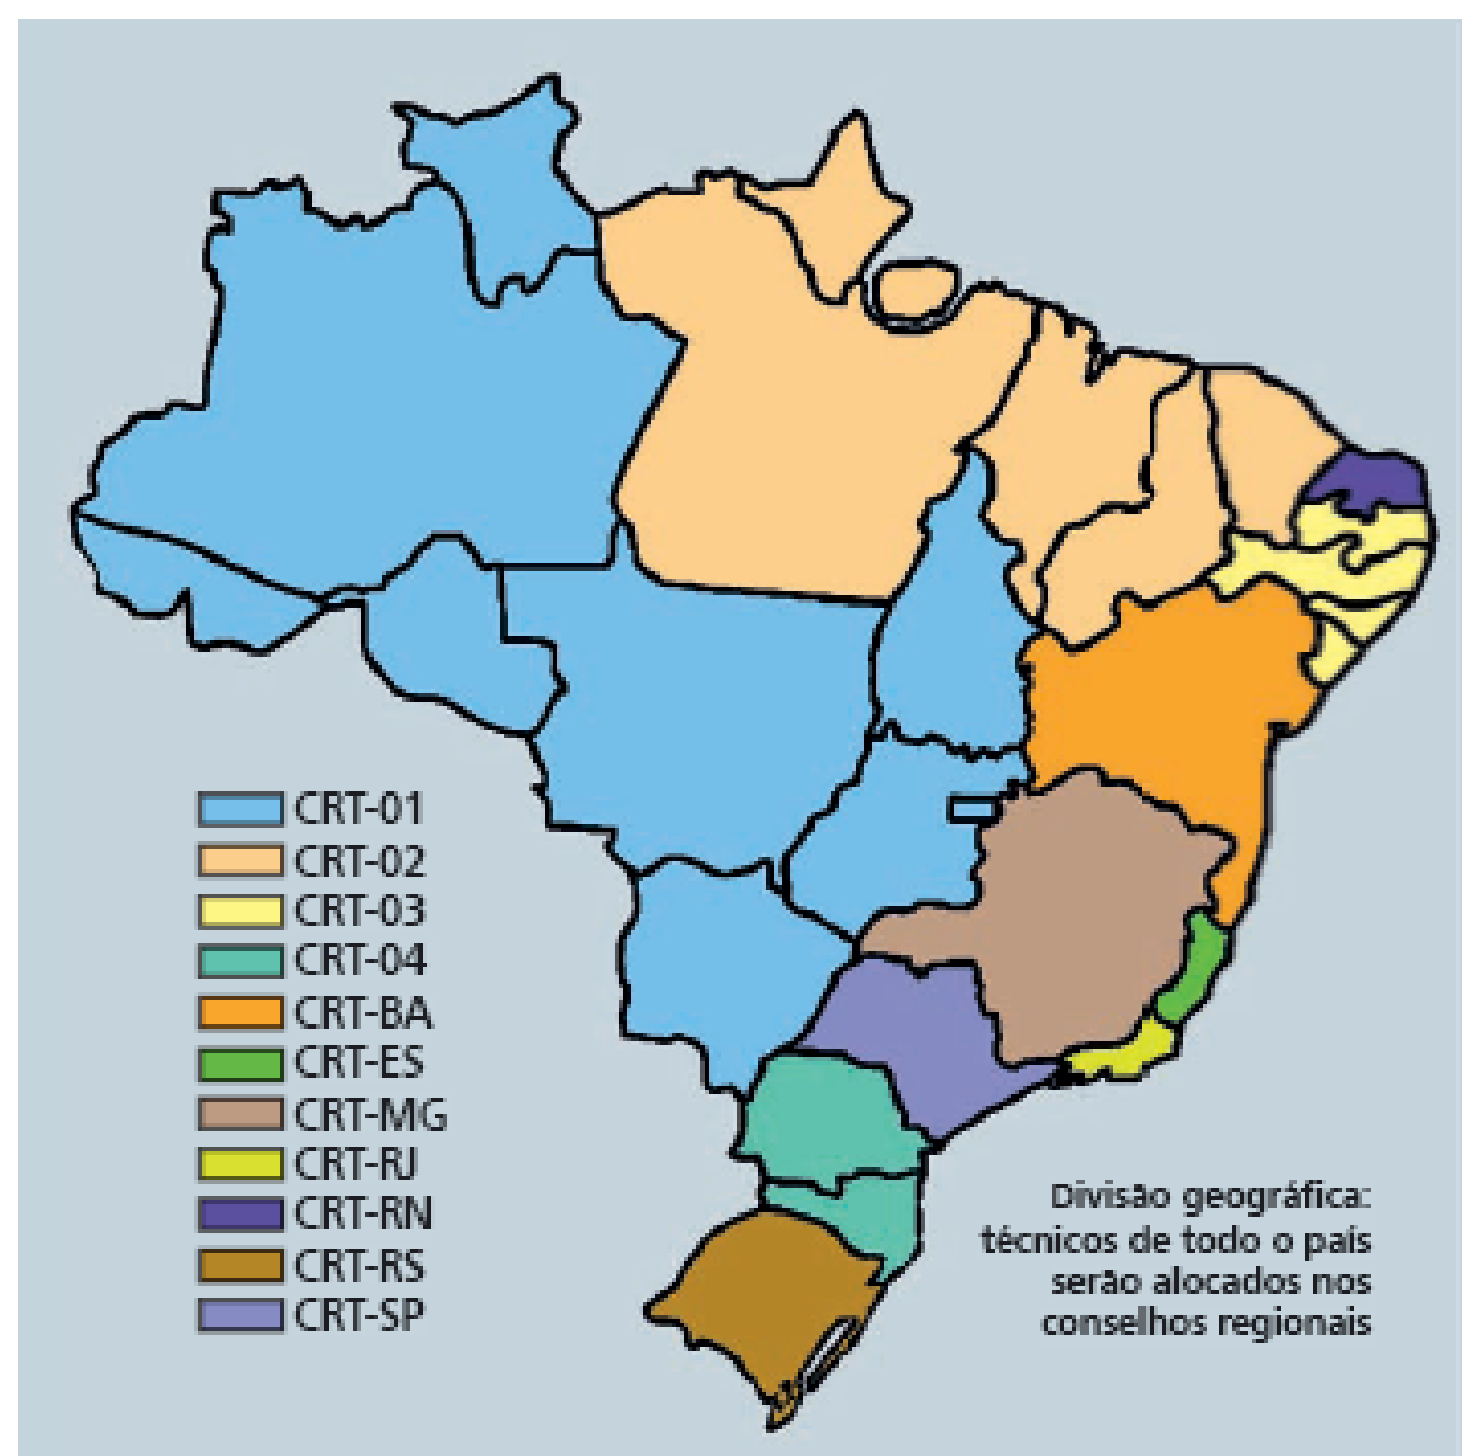 CRT-01
CRT-02
CRT-03
CRT-04
CRT-BA
CRT-ES
CRT-MG
CRT-RJ
CRT-RN
CRT-RS
CRT-SP
Divisão geográfica:
técnicos de todo o país
serão alocados nos
conselhos regionais